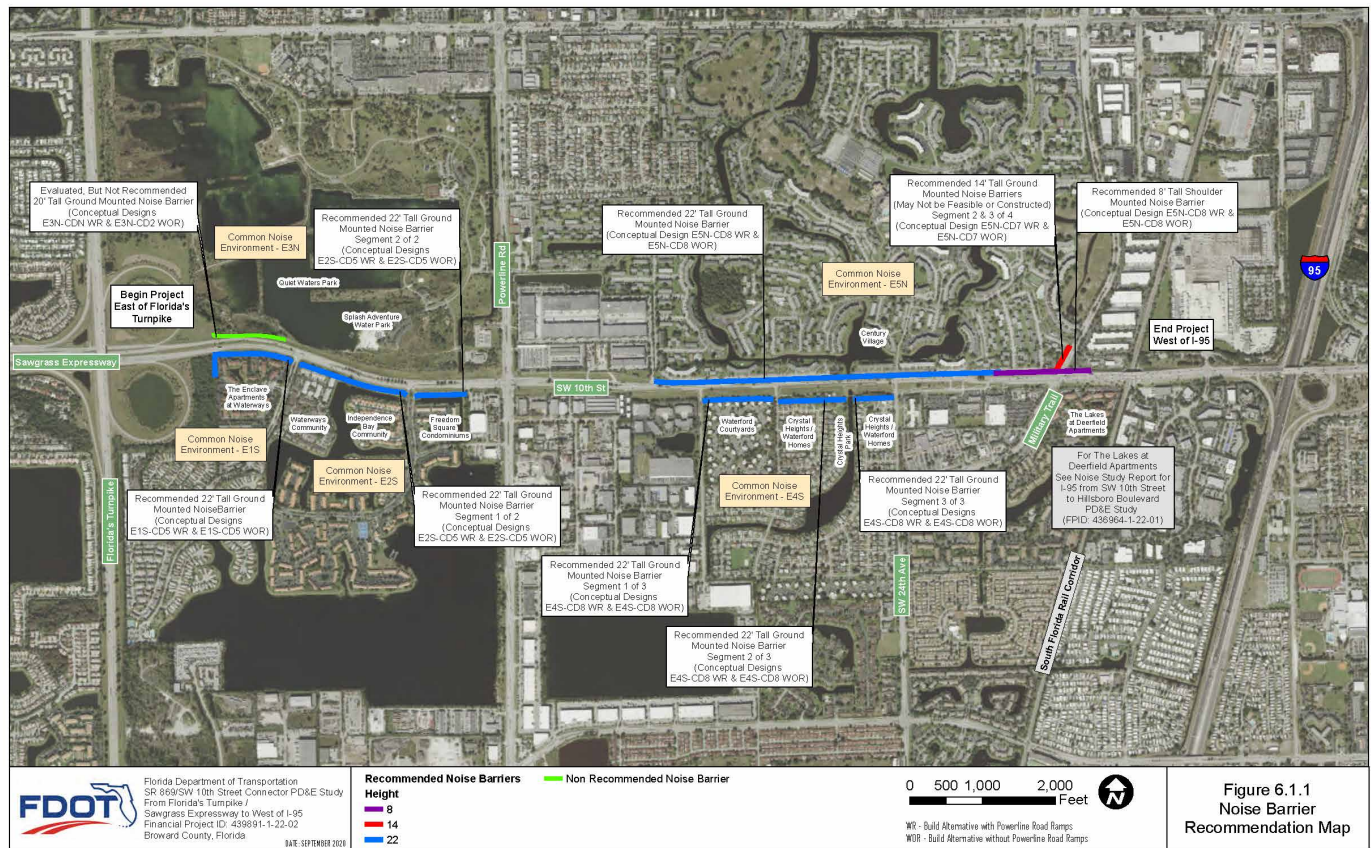 Evaluated, But Not Recommended
20' Tall Ground Mounted Noise Barrier
(Conceptual Designs
E3N-CDN WR & E3N-CD2 WOR)
Common Noise
Environment - E3N
Recommended 22' Tall Ground
Mounted Noise Barrier
Segment 2 of 2
(Conceptual Designs
E2S-CD5 WR & E2S-CD5 WOR)
Powerline Rd
Recommended 22' Tall Ground
Mounted Noise Barrier
(Conceptual Design E5N-CD8 WR &
E5N-CD8 WOR)
Recommended 14' Tall Ground
Mounted Noise Barriers
(May Not be Feasible or Constructed)
Segment 2 & 3 of 4
(Conceptual Design E5N-CD7 WR &
E5N-CD7 WOR)
Recommended 8' Tall Shoulder
Mounted Noise Barrier
(Conceptual Design E5N-CD8 WR &
E5N-CD8 WOR)
95
Common Noise
Environment - E5N
Begin Project
East of Florida's
Turnpike
Quiet Waters Park
Splash Adventure
Water Park
Century
Village
End Project
West of I-95
Sawgrass Expressway
SW 10th St
The Enclave
Apartments
at Waterways
Waterways
Community
Independence
Bay
Community
Freedom
Square
Condominiums
Waterford
Courtyards
Crystal
Heights /
Waterford
Homes
Crystal Heights
Park
Crystal
Heights /
Waterford
Homes
Military Trail
The Lakes
at Deerfield
Apartments
Common Noise
Environment - E1S
Common Noise
Environment - E2S
Common Noise
Environment - E4S
For The Lakes at
Deerfield Apartments
See Noise Study Report for
I-95 from SW 10th Street
to Hillsboro Boulevard
PD&E Study
(FPID: 436964-1-22-01)
Florida's Turnpike
Recommended 22' Tall Ground
Mounted NoiseBarrier
(Conceptual Designs
E1S-CD5 WR & E1S-CD5 WOR)
Recommended 22' Tall Ground
Mounted Noise Barrier
Segment 1 of 2
(Conceptual Designs
E2S-CD5 WR & E2S-CD5 WOR)
Recommended 22' Tall Ground
Mounted Noise Barrier
Segment 3 of 3
(Conceptual Designs
E4S-CD8 WR & E4S-CD8 WOR)
Recommended 22' Tall Ground
Mounted Noise Barrier
Segment 1 of 3
(Conceptual Designs
E4S-CD8 WR & E4S-CD8 WOR)
SW 24th Ave
South Florida Rail Corridor
Recommended 22' Tall Ground
Mounted Noise Barrier
Segment 2 of 3
(Conceptual Designs
E4S-CD8 WR & E4S-CD8 WOR)
FDOT
Florida Department of Transportation
SR 869/SW 10th Street Connector PD&E Study
From Florida's Turnpike /
Sawgrass Expressway to West of I-95
Financial Project ID: 439891-1-22-02
Broward County, Florida
DATE: SEPTEMBER 2020
Recommended Noise Barriers
Non Recommended Noise Barrier
Height
8
14
22
0 500 1,000 2,000
Feet
N
WR - Build Alternative with Powerline Road Ramps
WOR - Build Alternative without Powerline Road Ramps
Figure 6.1.1
Noise Barrier
Recommendation Map